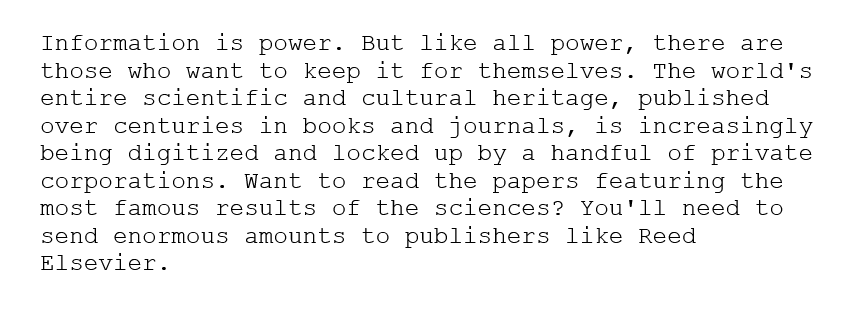 Information is power. But like all power, there are
those who want to keep it for themselves. The world's
entire scientific and cultural heritage, published
over centuries in books and journals, is increasingly
being digitized and locked up by a handful of private
corporations. Want to read the papers featuring the
most famous results of the sciences? You'll need to
send enormous amounts to publishers like Reed
Elsevier.